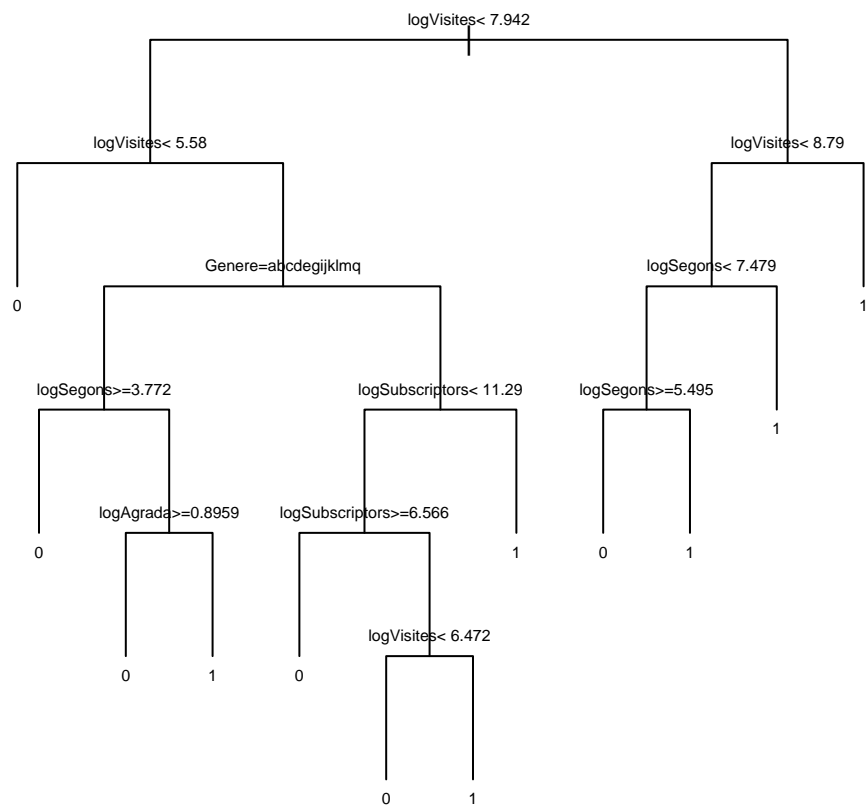 logVisites< 7.942
logVisites< 5.58
logVisites< 8.79
Genere=abcdegijklmq
logSegons< 7.479
0
1
logSegons>=3.772
logSubscriptors< 11.29
logSegons>=5.495
1
logAgrada>=0.8959
logSubscriptors>=6.566
0
1
0
1
logVisites< 6.472
0
1
0
0
1